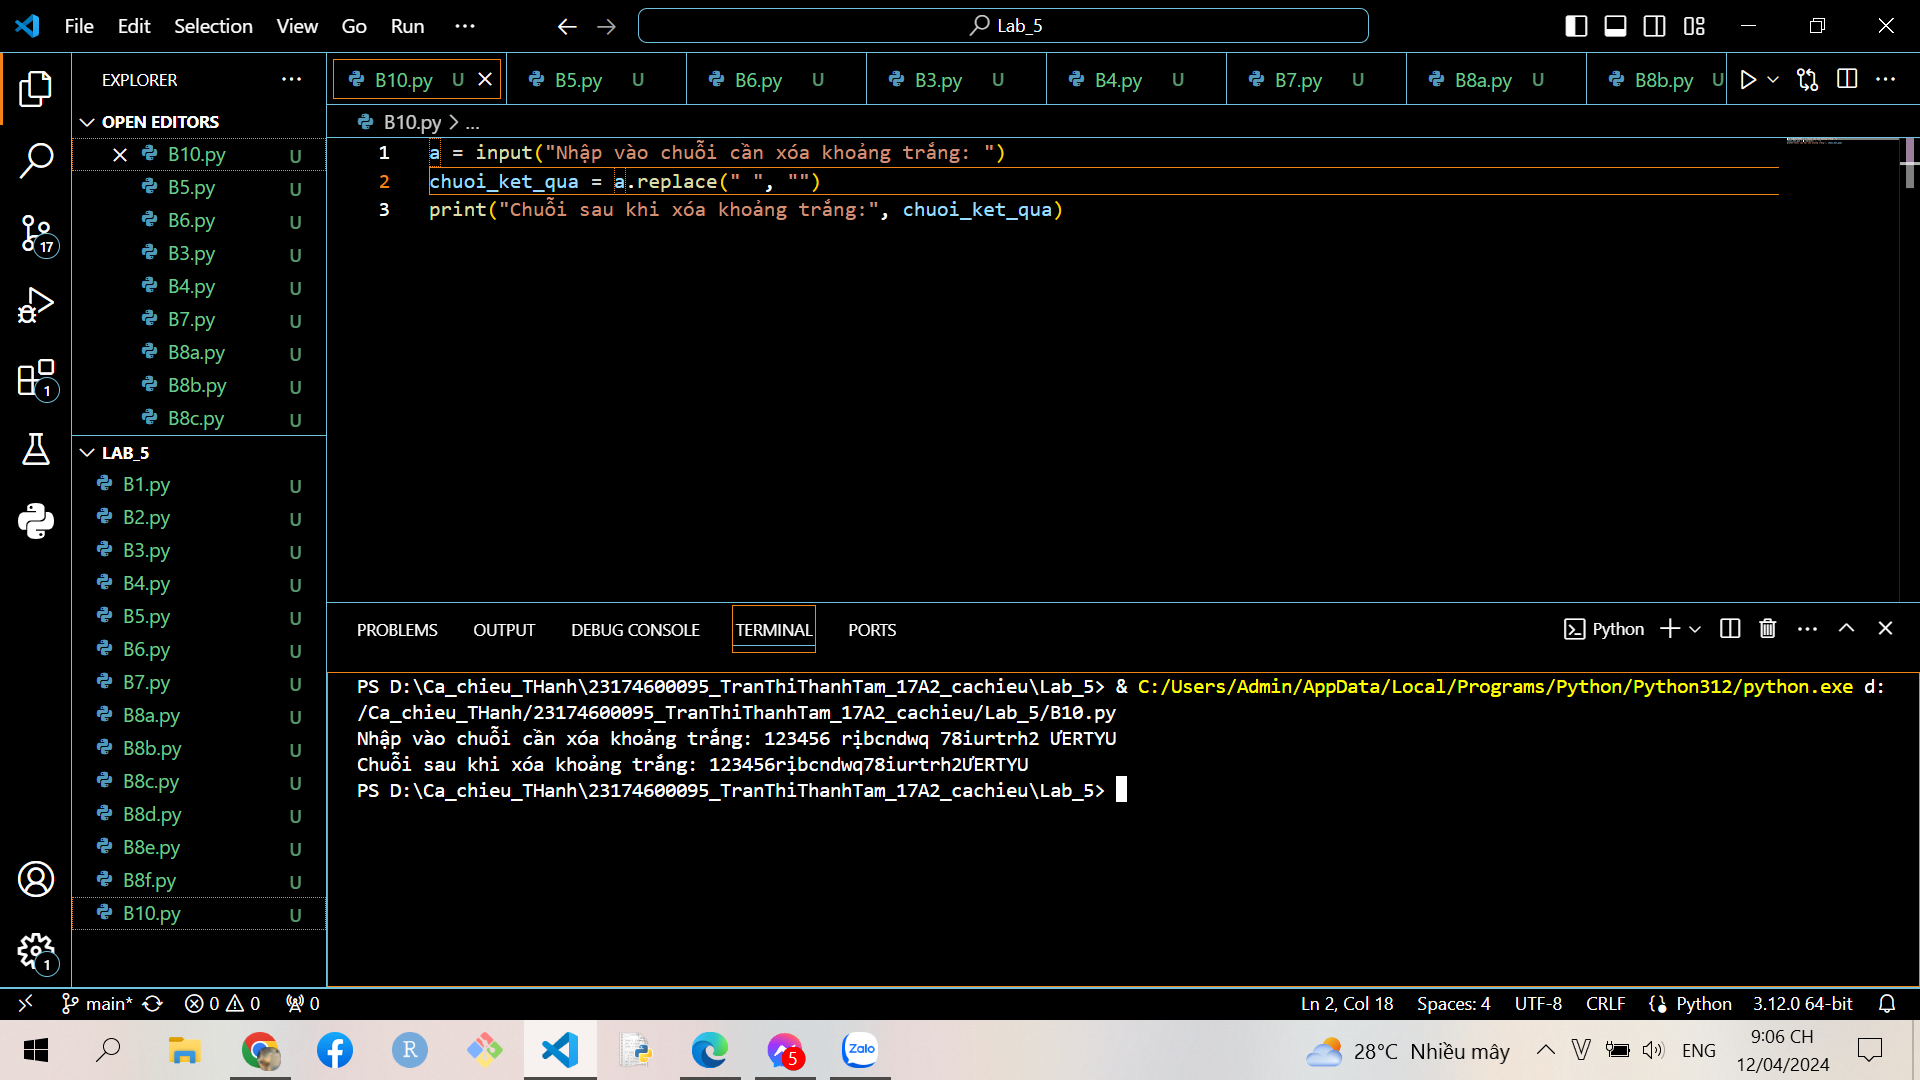 File Edit Selection View Go Run ...
Lab_5
EXPLORER ...
OPEN EDITORS
B10.py U
B5.py U
B6.py U
B3.py U
B4.py U
B7.py U
B8a.py U
B8b.py U
B8c.py U
LAB_5
B1.py U
B2.py U
B3.py U
B4.py U
B5.py U
B6.py U
B7.py U
B8a.py U
B8b.py U
B8c.py U
B8d.py U
B8e.py U
B8f.py U
B10.py U
17
1
1
B10.py U B5.py U B6.py U B3.py U B4.py U B7.py U B8a.py U B8b.py U
B10.py > ...
1 a = input("Nhập vào chuỗi cần xóa khoảng trắng: ")
2 chuoi_ket_qua = a.replace(" ", "")
3 print("Chuỗi sau khi xóa khoảng trắng:", chuoi_ket_qua)
PROBLEMS OUTPUT DEBUG CONSOLE TERMINAL PORTS
Python
PS D:\Ca_chieu_THanh\23174600095_TranThiThanhTam_17A2_cachieu\Lab_5> & C:/Users/Admin/AppData/Local/Programs/Python/Python312/python.exe d:
/Ca_chieu_THanh/23174600095_TranThiThanhTam_17A2_cachieu/Lab_5/B10.py
Nhập vào chuỗi cần xóa khoảng trắng: 123456 rịbcndwq 78iurtrh2 ƯERTYU
Chuỗi sau khi xóa khoảng trắng: 123456rịbcndwq78iurtrh2ƯERTYU
PS D:\Ca_chieu_THanh\23174600095_TranThiThanhTam_17A2_cachieu\Lab_5>
main* 0 0 0
Ln 2, Col 18 Spaces: 4 UTF-8 CRLF Python 3.12.0 64-bit
R
5
Zalo
28°C Nhiều mây
V
ENG
9:06 CH
12/04/2024